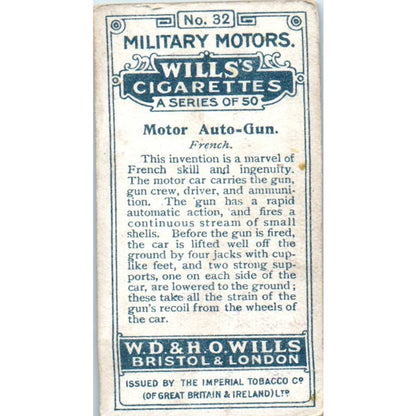 No. 32
MILITARY MOTORS.
WILLS'S
CIGARETTES
A SERIES OF 50
Motor Auto-Gun.
French.
This invention is a marvel of
French skill and ingenuity.
The motor car carries the gun,
gun crew, driver, and ammuni-
tion. The gun has a rapid
automatic action, and fires a
continuous stream of small
shells. Before the gun is fired,
the car is lifted well off the
ground by four jacks with cup-
like feet, and two strong sup-
ports, one on each side of the
car, are lowered to the ground;
these take all the strain of the
gun's recoil from the wheels of
the car.
W.D. & H.O. WILLS
BRISTOL & LONDON
ISSUED BY THE IMPERIAL TOBACCO CO
(OF GREAT BRITAIN & IRELAND) LTD